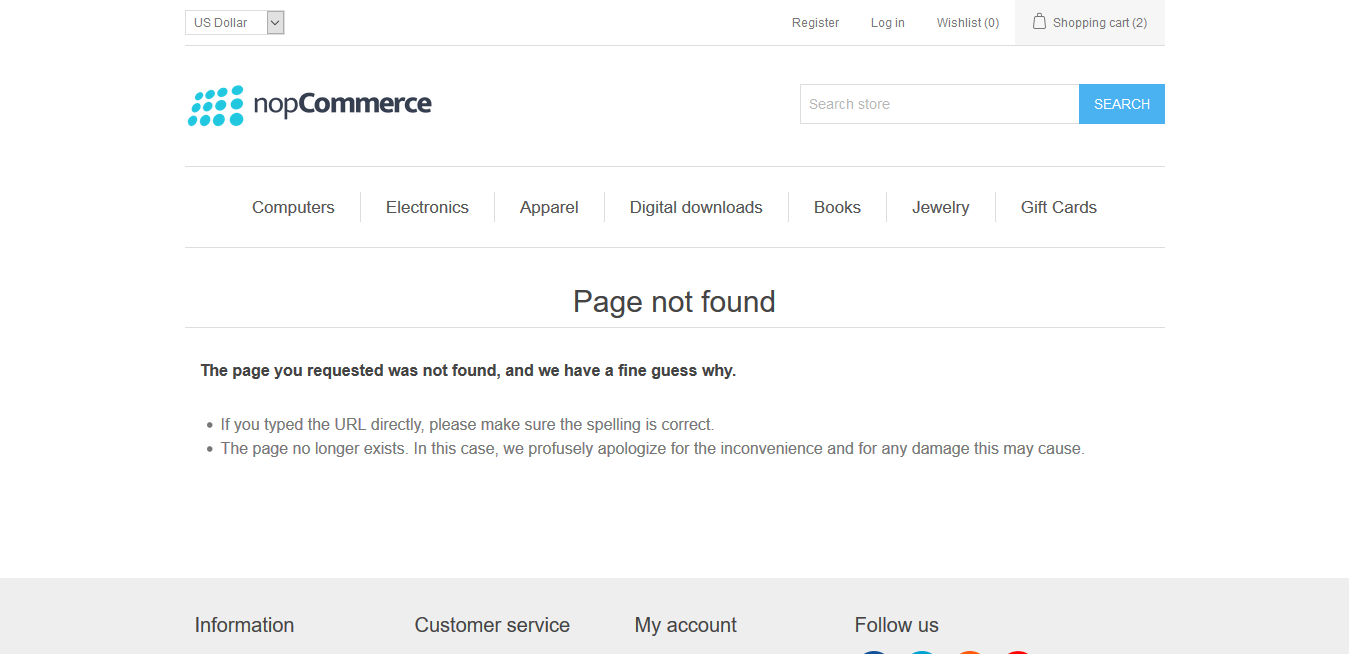 US Dollar
Register
Log in
Wishlist (0)
Shopping cart (2)
nopCommerce
Search store
SEARCH
Computers
Electronics
Apparel
Digital downloads
Books
Jewelry
Gift Cards
Page not found
The page you requested was not found, and we have a fine guess why.
If you typed the URL directly, please make sure the spelling is correct.
The page no longer exists. In this case, we profusely apologize for the inconvenience and for any damage this may cause.
Information
Customer service
My account
Follow us